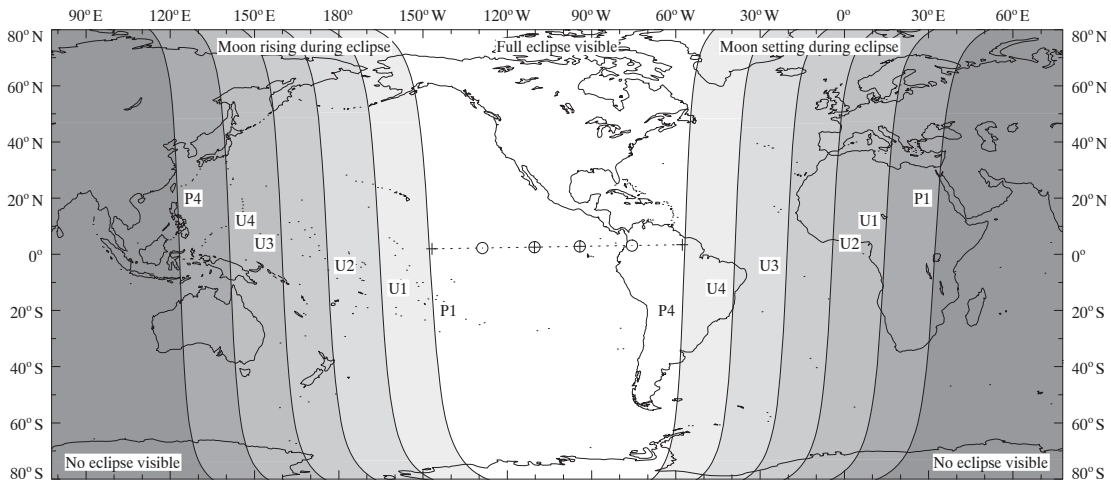 90° E 120° E 150° E 180° 150° W 120° W 90° W 60° W 30° W 0° 30° E 60° E
80° N 80° N
Moon rising during eclipse Full eclipse visible Moon setting during eclipse
60° N 60° N
40° N 40° N
20° N P4 P1 20° N
U4 U1
U3 U2
0° 0°
U2 U3
U1 U4
20° S P1 P4 20° S
40° S 40° S
60° S 60° S
No eclipse visible No eclipse visible
80° S 80° S